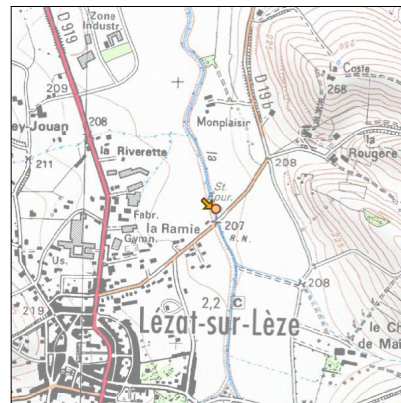 Zone
Industr.
D 919
D 19b
la Coste
209
268
Monplaisir
ey-Jouan
208
la Riverette
la
la
Rougère
211
208
St.
Fabr.
la Ramie
207
Gymn.
R.N.
Us.
208
2,2
C
219
Lézat-sur-Lèze
le Ch
de Mai